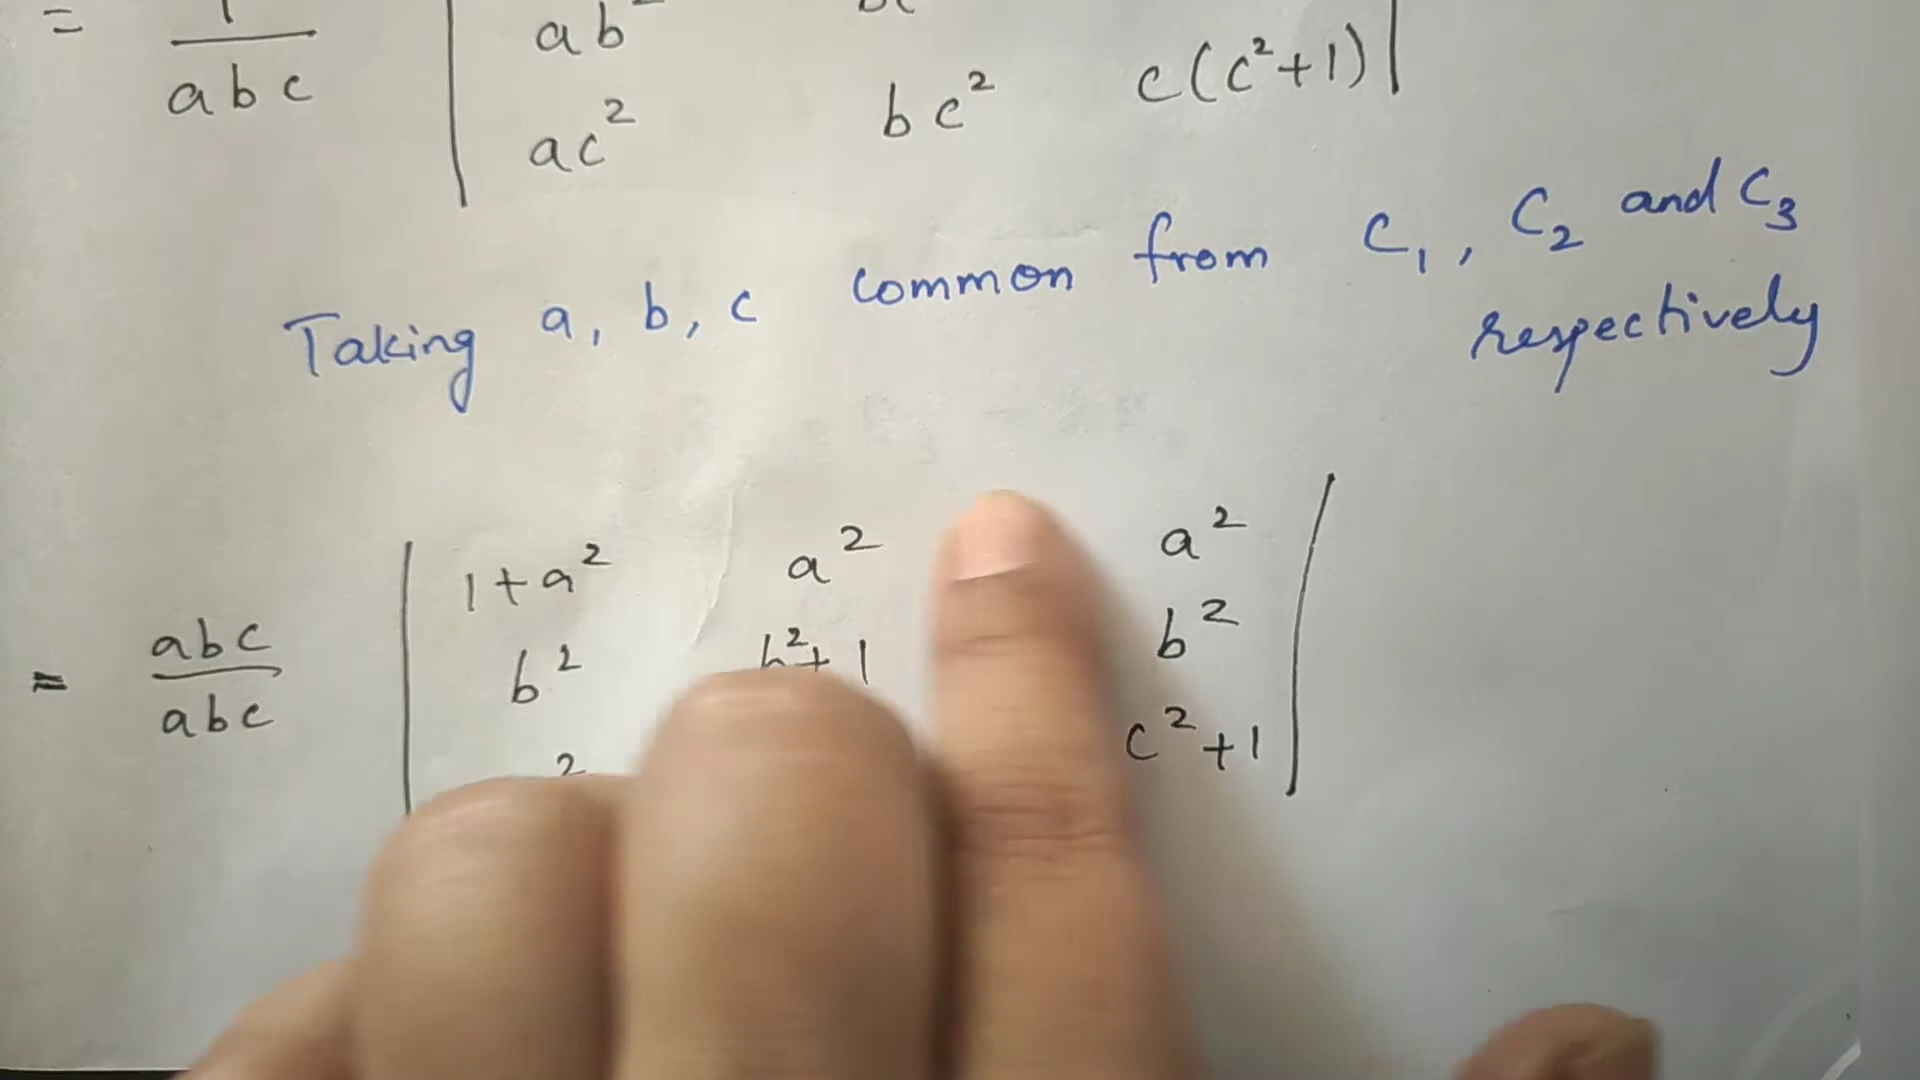 =
abc
ab
ac² bc² c(c²+1)
Taking a, b, c common from C₁, C₂ and C₃
respectively
1+a² a² a²
= abc/abc b² b²+1 b²
2 c²+1